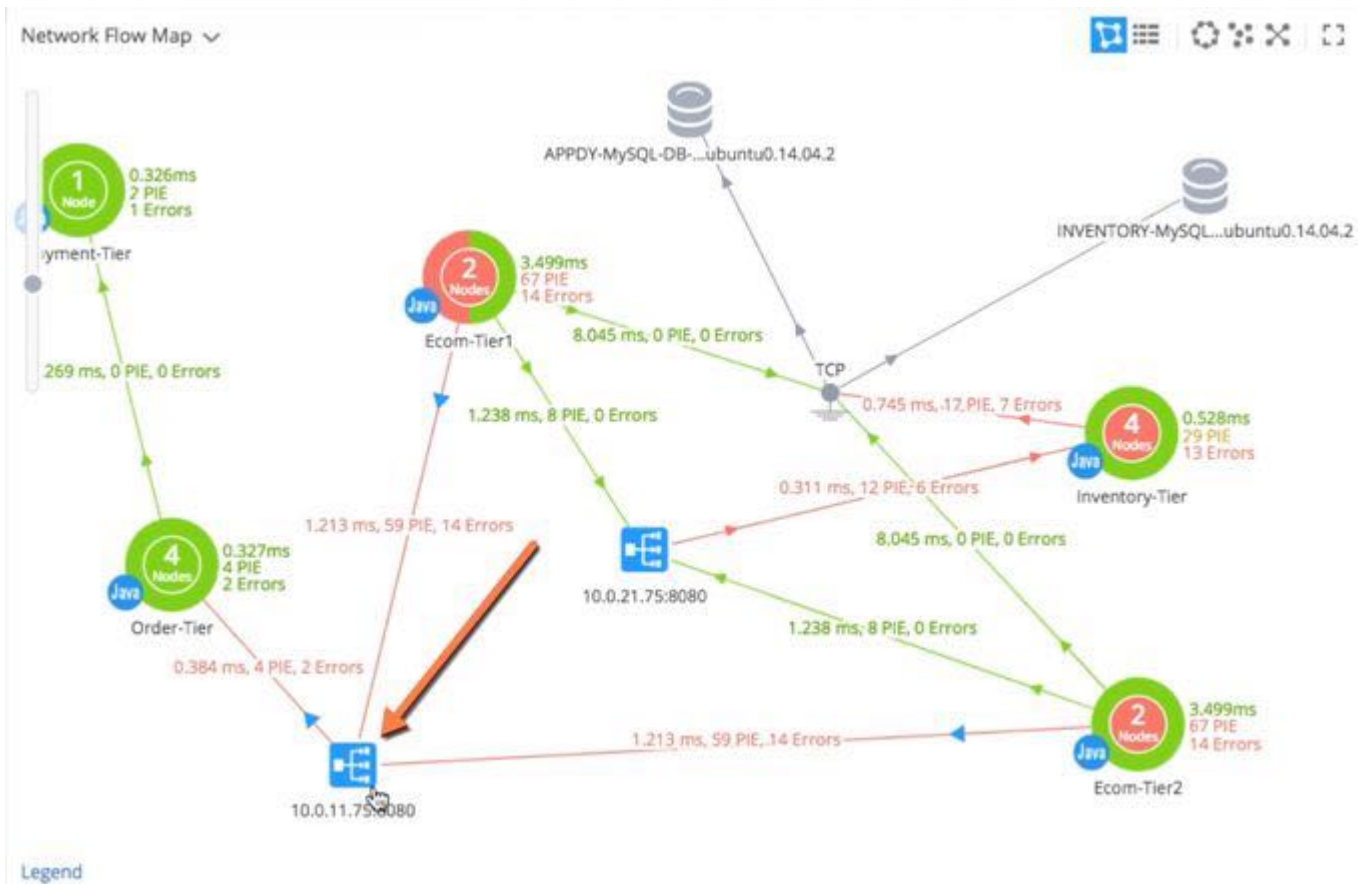 Network Flow Map
APPDY-MySQL-DB-...ubuntu0.14.04.2
INVENTORY-MySQL...ubuntu0.14.04.2
1
Node
0.326ms
2 PIE
1 Errors
yment-Tier
2
Nodes
3.499ms
67 PIE
14 Errors
Java
Ecom-Tier1
8.045 ms, 0 PIE, 0 Errors
269 ms, 0 PIE, 0 Errors
TCP
0.745 ms, 17 PIE, 7 Errors
1.238 ms, 8 PIE, 0 Errors
4
Nodes
0.528ms
29 PIE
13 Errors
Java
Inventory-Tier
0.311 ms, 12 PIE, 6 Errors
1.213 ms, 59 PIE, 14 Errors
8.045 ms, 0 PIE, 0 Errors
4
Nodes
0.327ms
4 PIE
2 Errors
Java
Order-Tier
10.0.21.75:8080
1.238 ms, 8 PIE, 0 Errors
0.384 ms, 4 PIE, 2 Errors
2
Nodes
3.499ms
67 PIE
14 Errors
Java
Ecom-Tier2
1.213 ms, 59 PIE, 14 Errors
10.0.11.75:8080
Legend